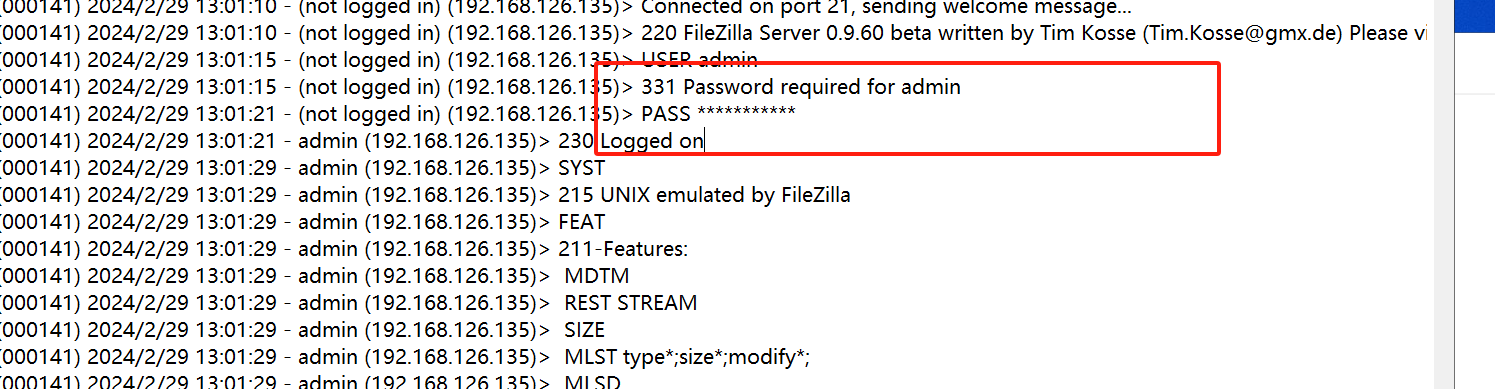 (000141) 2024/2/29 13:01:10 - (not logged in) (192.168.126.135)> Connected on port 21, sending welcome message...
(000141) 2024/2/29 13:01:10 - (not logged in) (192.168.126.135)> 220 FileZilla Server 0.9.60 beta written by Tim Kosse (Tim.Kosse@gmx.de) Please vi
(000141) 2024/2/29 13:01:15 - (not logged in) (192.168.126.135)> USER admin
(000141) 2024/2/29 13:01:15 - (not logged in) (192.168.126.135)> 331 Password required for admin
(000141) 2024/2/29 13:01:21 - (not logged in) (192.168.126.135)> PASS ***********
(000141) 2024/2/29 13:01:21 - admin (192.168.126.135)> 230 Logged on
(000141) 2024/2/29 13:01:29 - admin (192.168.126.135)> SYST
(000141) 2024/2/29 13:01:29 - admin (192.168.126.135)> 215 UNIX emulated by FileZilla
(000141) 2024/2/29 13:01:29 - admin (192.168.126.135)> FEAT
(000141) 2024/2/29 13:01:29 - admin (192.168.126.135)> 211-Features:
(000141) 2024/2/29 13:01:29 - admin (192.168.126.135)>  MDTM
(000141) 2024/2/29 13:01:29 - admin (192.168.126.135)>  REST STREAM
(000141) 2024/2/29 13:01:29 - admin (192.168.126.135)>  SIZE
(000141) 2024/2/29 13:01:29 - admin (192.168.126.135)>  MLST type*;size*;modify*;
(000141) 2024/2/29 13:01:29 - admin (192.168.126.135)>  MLSD